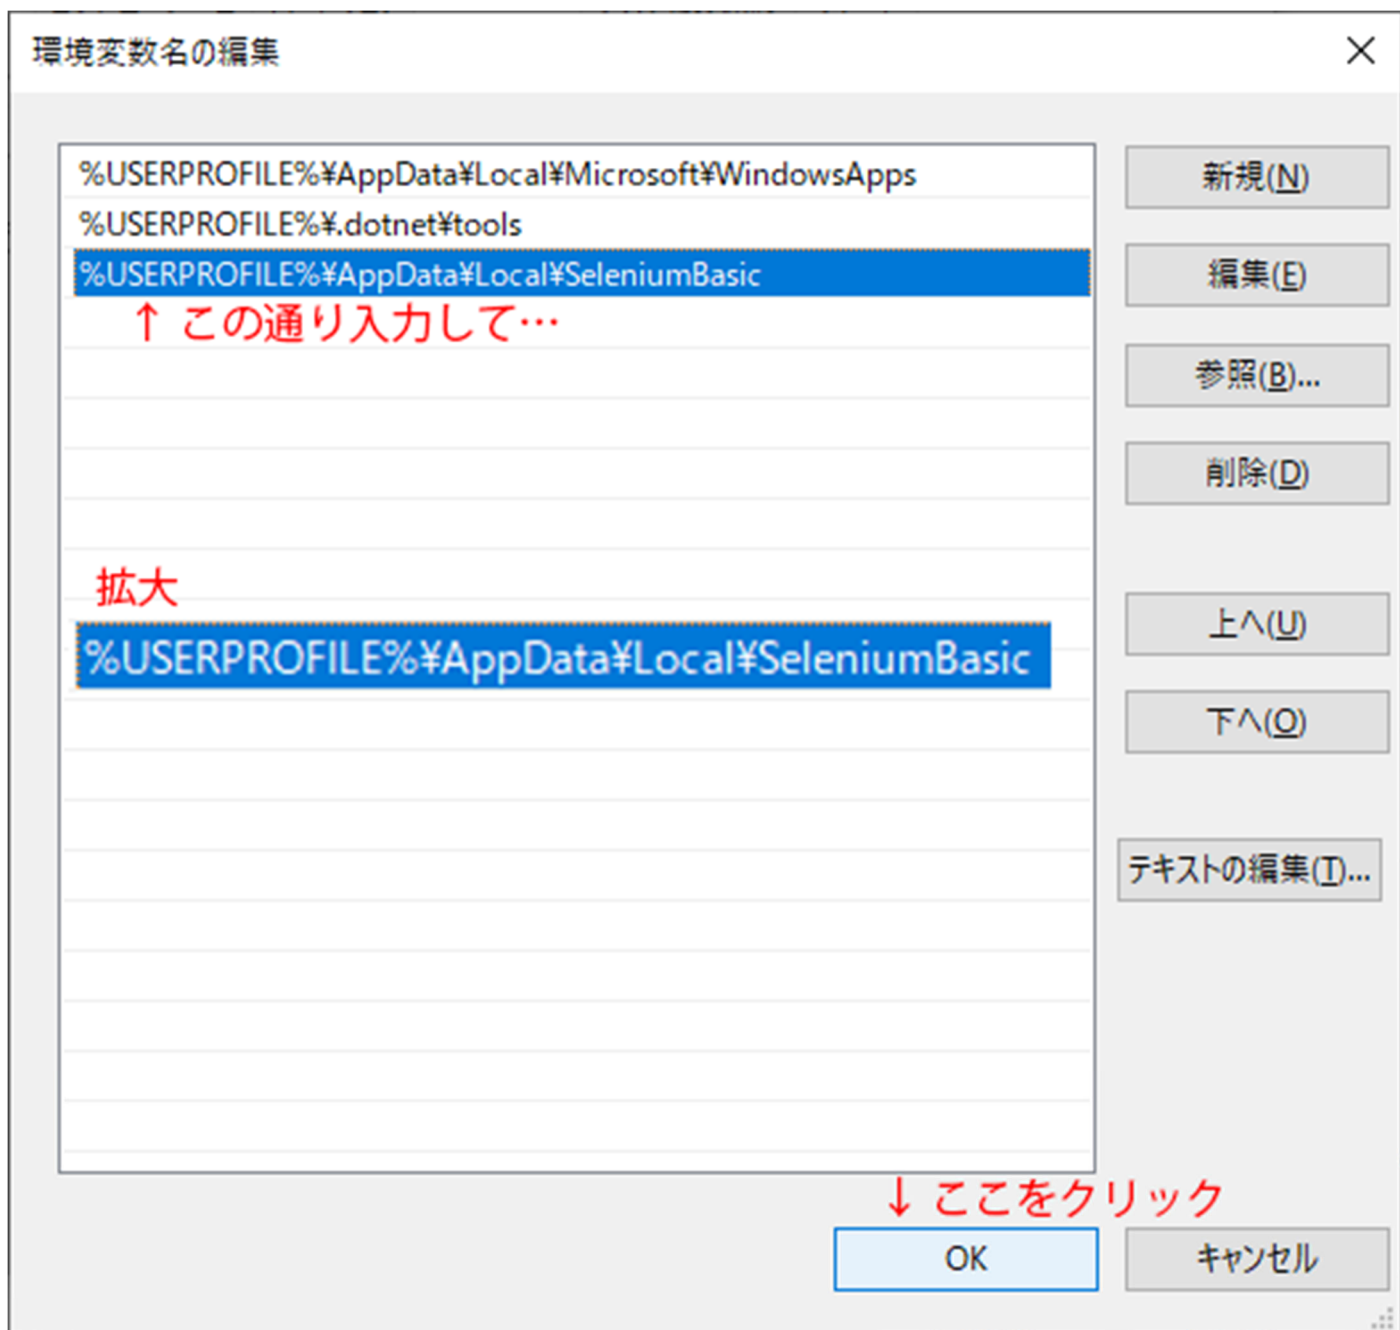 環境変数名の編集
%USERPROFILE%¥AppData¥Local¥Microsoft¥WindowsApps
%USERPROFILE%¥.dotnet¥tools
%USERPROFILE%¥AppData¥Local¥SeleniumBasic
↑ この通り入力して…
拡大
%USERPROFILE%¥AppData¥Local¥SeleniumBasic
新規(N)
編集(E)
参照(B)...
削除(D)
上へ(U)
下へ(O)
テキストの編集(T)...
↓ ここをクリック
OK
キャンセル